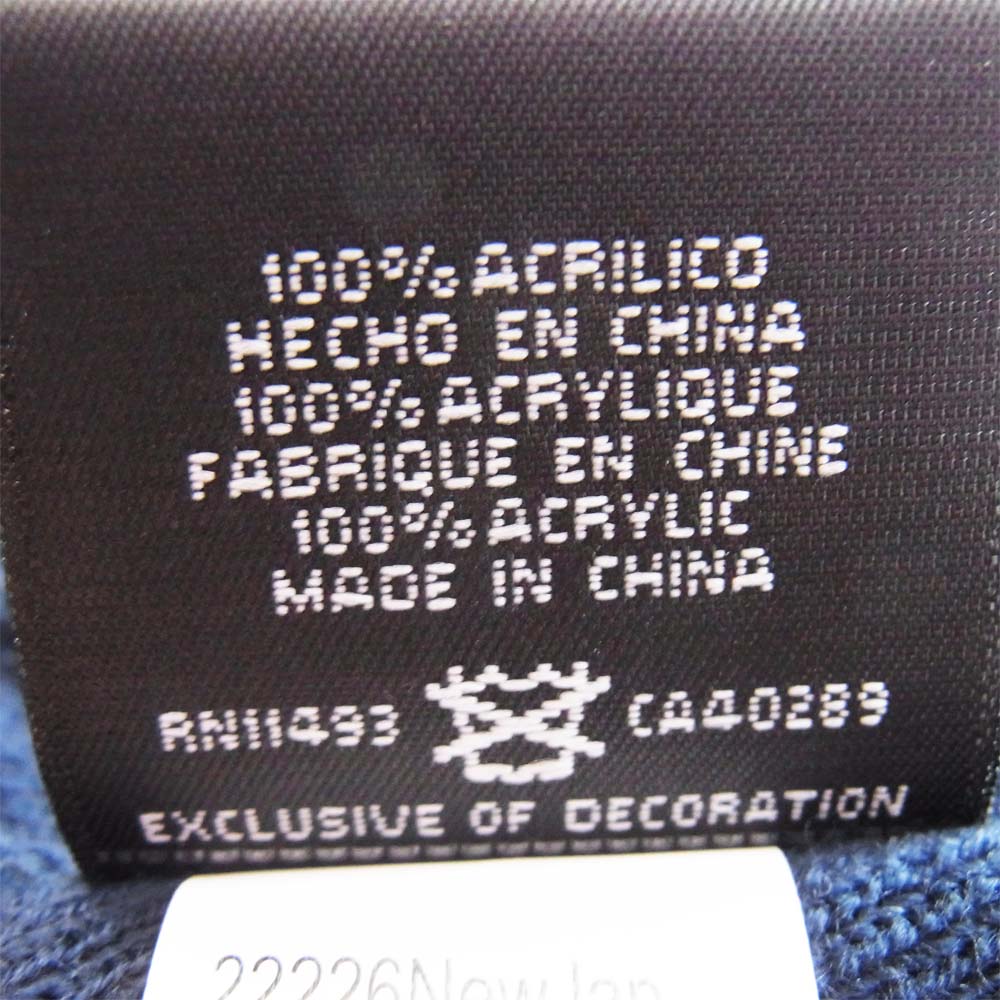 100% ACRILICO
HECHO EN CHINA
100% ACRYLIQUE
FABRIQUE EN CHINE
100% ACRYLIC
MADE IN CHINA
RN11493 CA40289
EXCLUSIVE OF DECORATION
22226NewJap